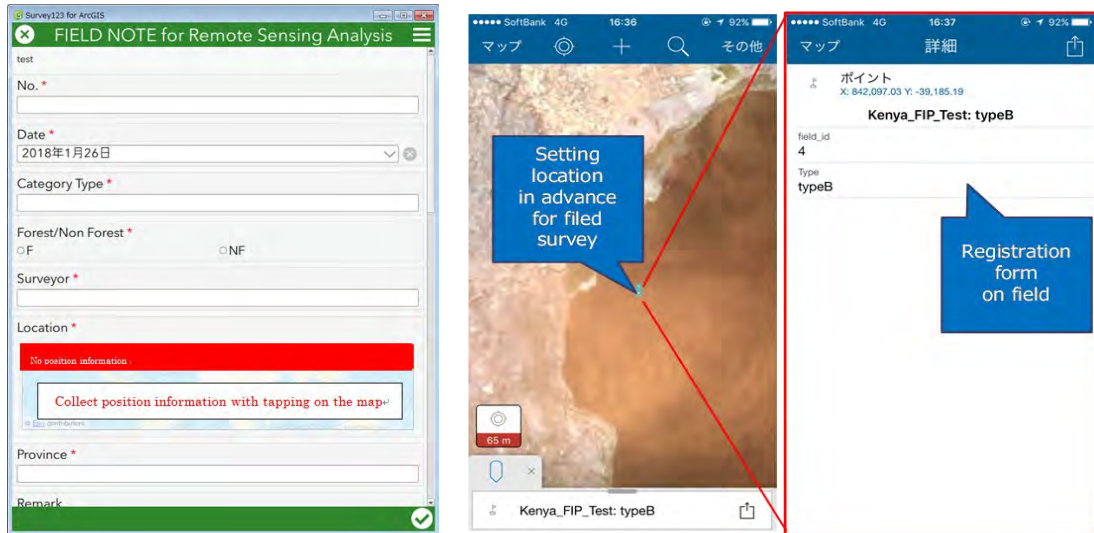 Survey123 for ArcGIS
FIELD NOTE for Remote Sensing Analysis
test
No. *
Date *
2018年1月26日
Category Type *
Forest/Non Forest *
F
NF
Surveyor *
Location *
No position information
Collect position information with tapping on the map
© Esri contributors
Province *
Remark
SoftBank 4G 16:36 92%
マップ その他
Setting
location
in advance
for filed
survey
65 m
Kenya_FIP_Test: typeB
SoftBank 4G 16:37 92%
マップ 詳細
ポイント
X: 842,097.03 Y: -39,185.19
Kenya_FIP_Test: typeB
field_id
4
Type
typeB
Registration
form
on field